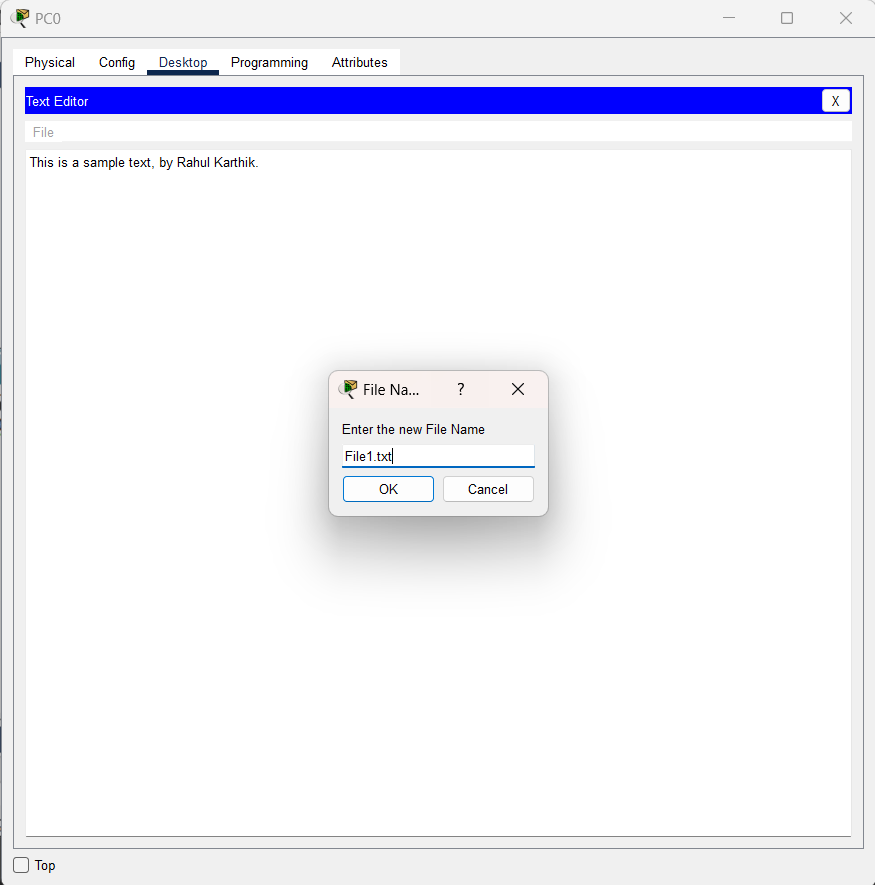 PC0
Physical Config Desktop Programming Attributes
Text Editor X
File
This is a sample text, by Rahul Karthik.
File Na... ?
Enter the new File Name
File1.txt
OK Cancel
Top